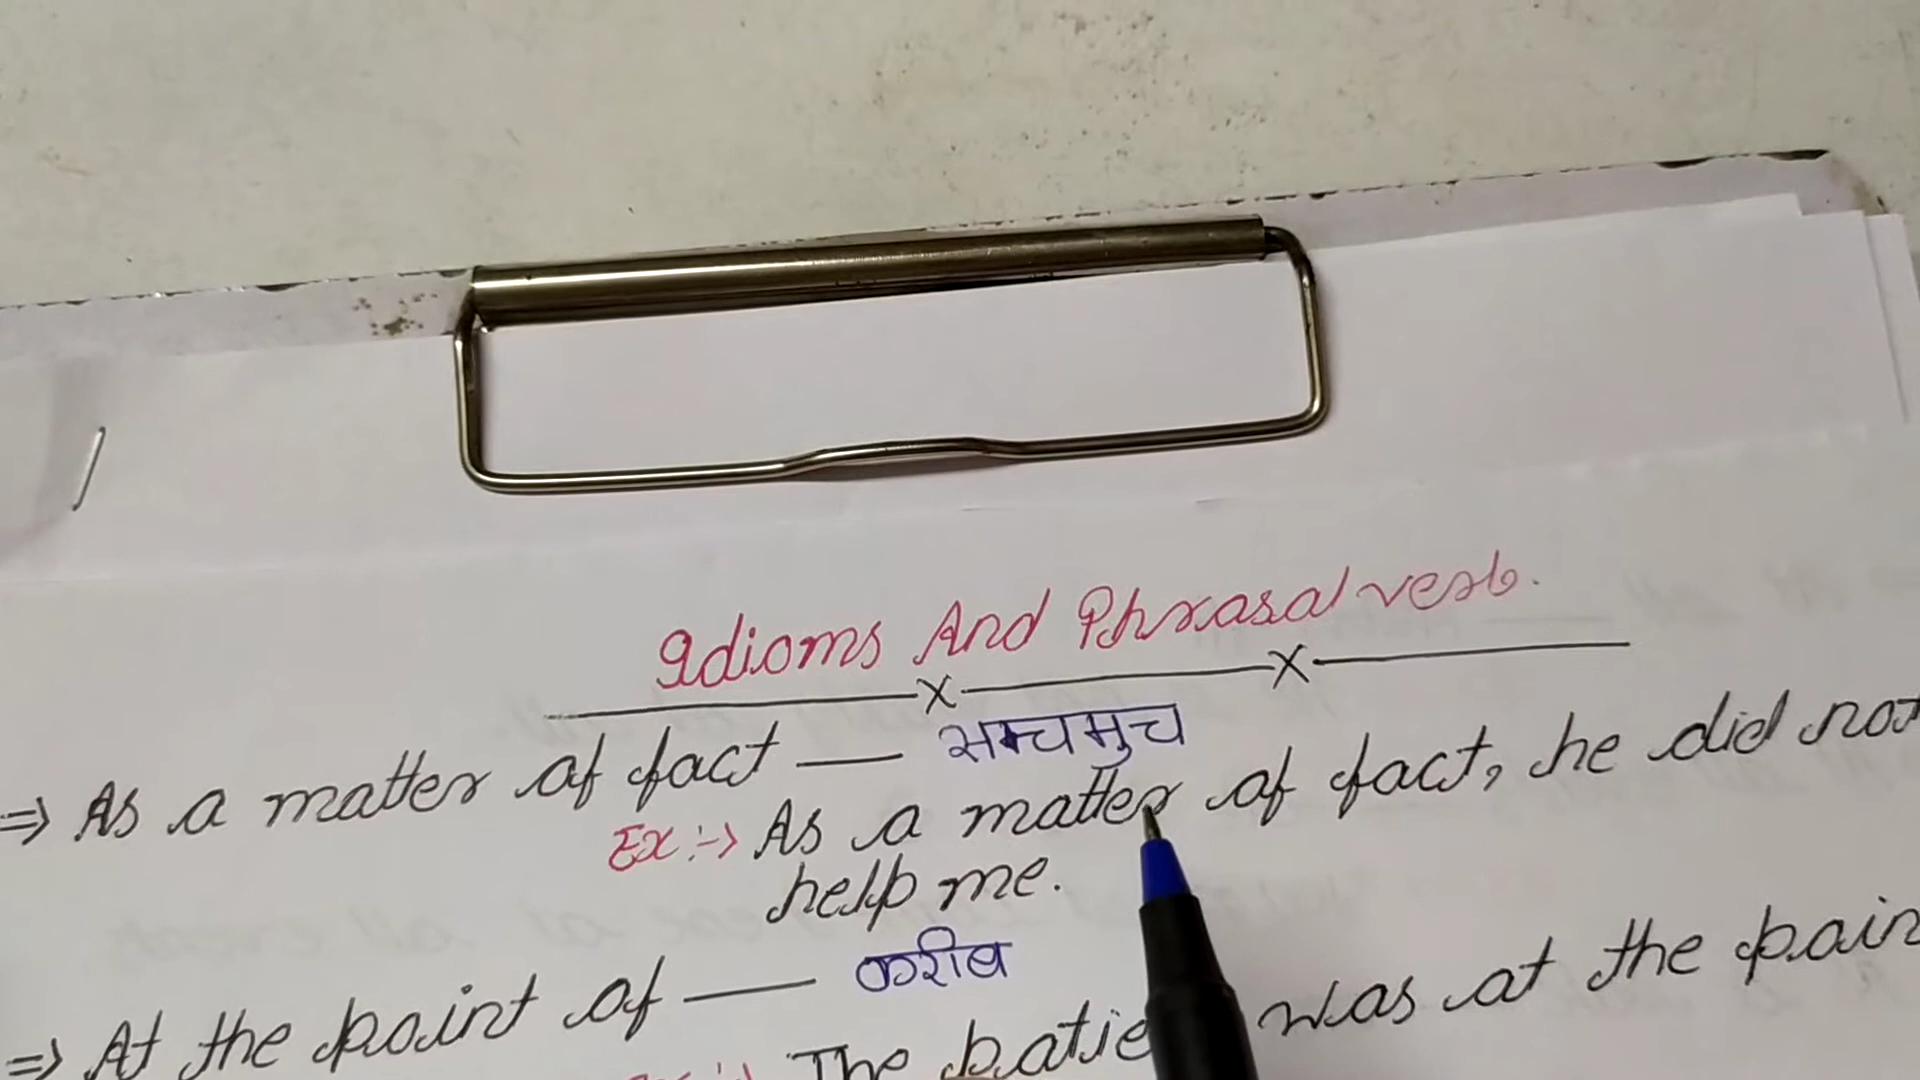 Idioms And Phrasal verb.
x x
⇒ As a matter of fact — सचमुच
Ex :-> As a matter of fact, he did not
help me.
⇒ At the point of — करीब
The was at the